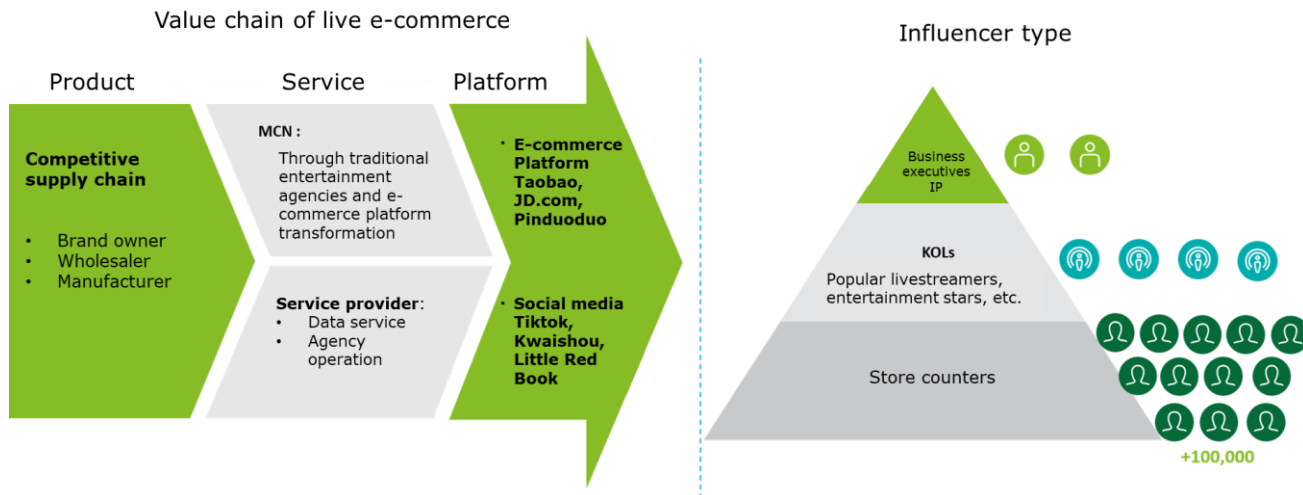 Value chain of live e-commerce
Product
Service
Platform
Competitive
supply chain
• Brand owner
• Wholesaler
• Manufacturer
MCN :
Through traditional
entertainment
agencies and e-
commerce platform
transformation
Service provider:
• Data service
• Agency
operation
· E-commerce
Platform
Taobao,
JD.com,
Pinduoduo
· Social media
Tiktok,
Kwaishou,
Little Red
Book
Influencer type
Business
executives
IP
KOLs
Popular livestreamers,
entertainment stars, etc.
Store counters
+100,000